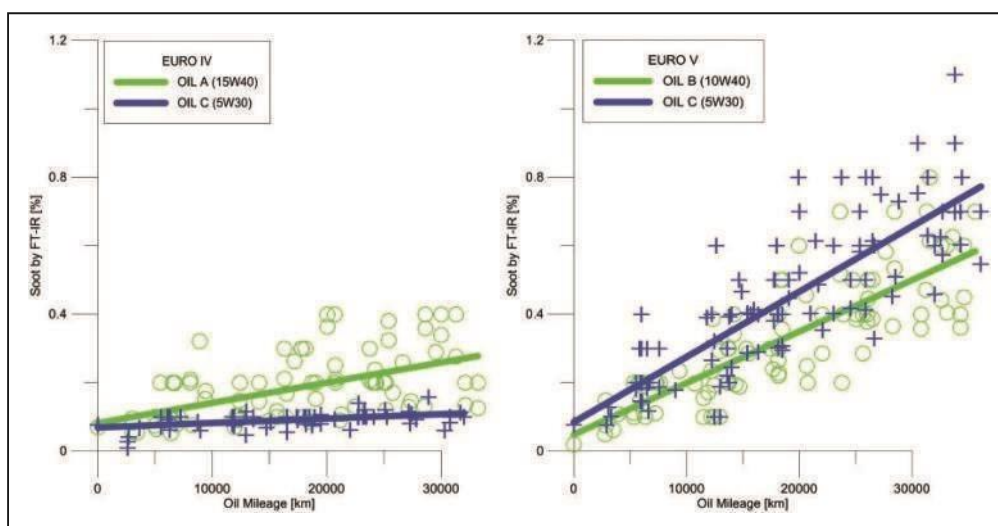 EURO IV
OIL A (15W40)
OIL C (5W30)
1.2
0.8
0.4
0
Soot by FT-IR [%]
0 10000 20000 30000
Oil Mileage [km]
EURO V
OIL B (10W40)
OIL C (5W30)
1.2
0.8
0.4
0
Soot by FT-IR [%]
0 10000 20000 30000
Oil Mileage [km]